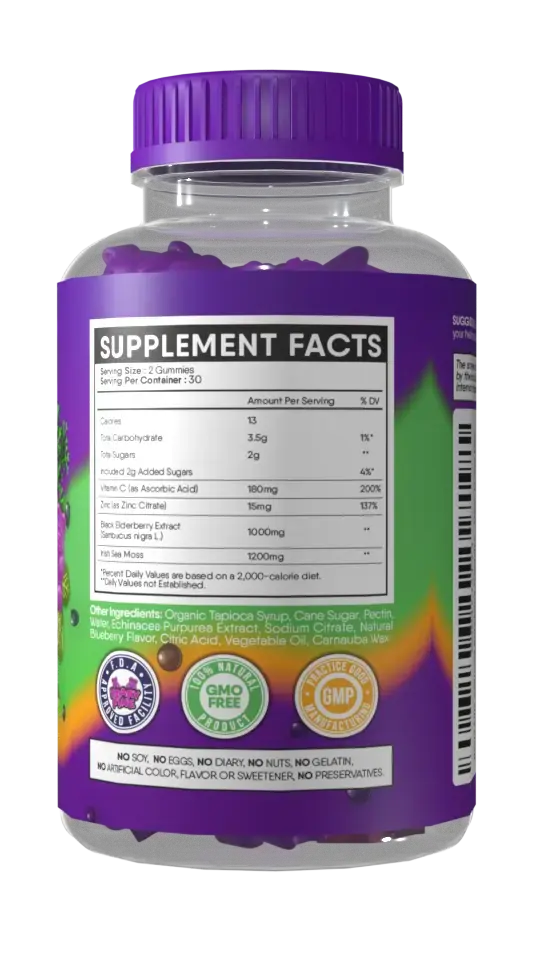 SUPPLEMENT FACTS
Serving Size : 2 Gummies
Serving Per Container : 30
Amount Per Serving % DV
Calories 13
Total Carbohydrate 3.5g 1%*
Total Sugars 2g **
Included 2g Added Sugars 4%*
Vitamin C (as Ascorbic Acid) 180mg 200%
Zinc (as Zinc Citrate) 15mg 137%
Black Elderberry Extract
(Sambucus nigra L.) 1000mg **
Irish Sea Moss 1200mg **
*Percent Daily Values are based on a 2,000-calorie diet.
**Daily Values not Established.
Other Ingredients: Organic Tapioca Syrup, Cane Sugar, Pectin,
Water, Echinacea Purpurea Extract, Sodium Citrate, Natural
Blueberry Flavor, Citric Acid, Vegetable Oil, Carnauba Wax
F.D.A
APPROVED FACILITY
100% NATURAL
GMO
FREE
PRODUCT
PRACTICE GOOD
GMP
MANUFACTURING
NO SOY, NO EGGS, NO DIARY, NO NUTS, NO GELATIN,
NO ARTIFICIAL COLOR, FLAVOR OR SWEETENER, NO PRESERVATIVES.
your
The
by